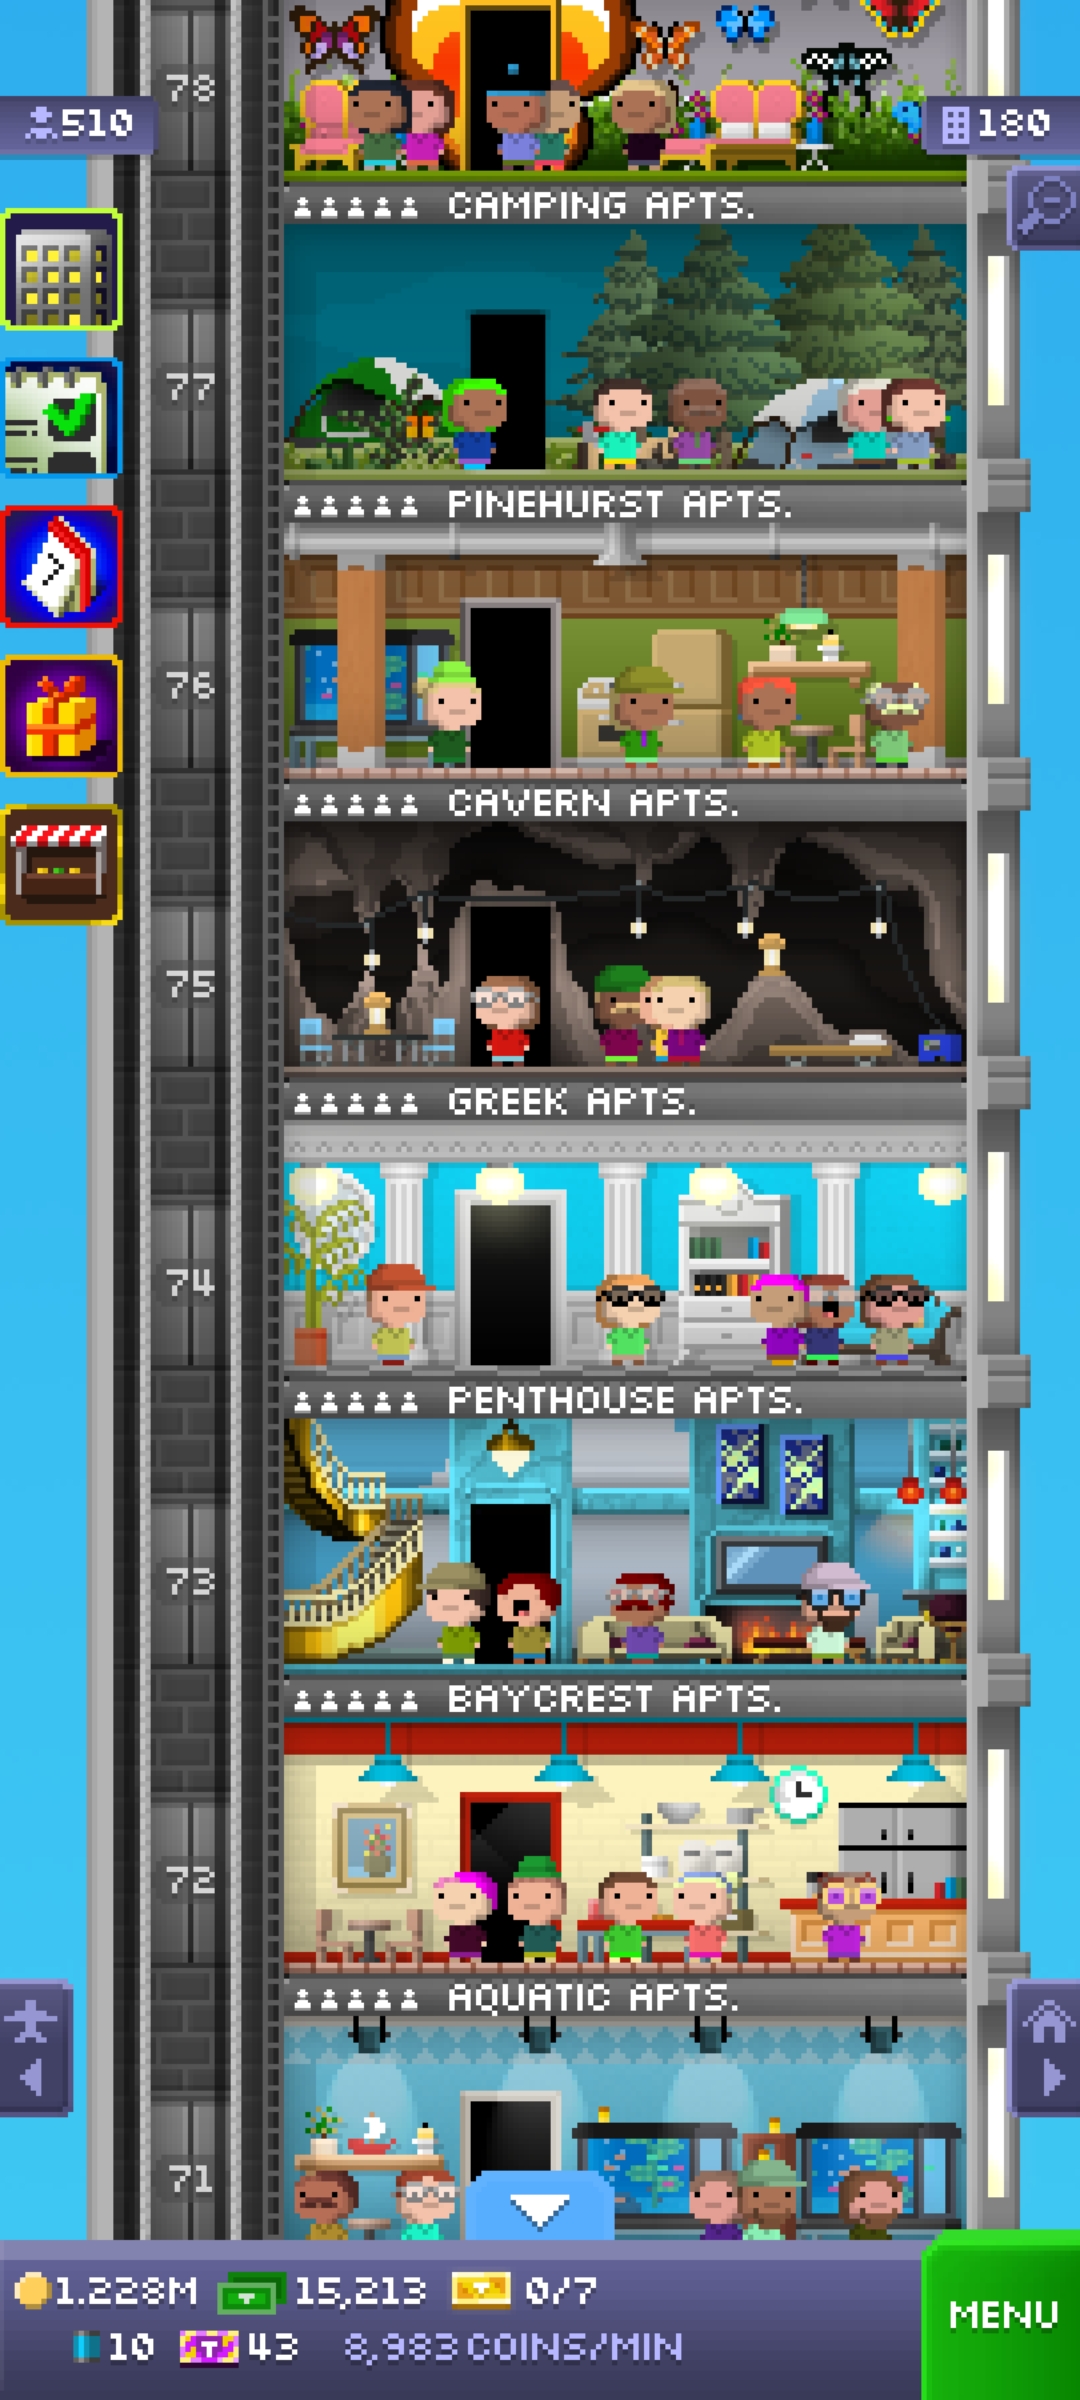 78
510
180
CAMPING APTS.
77
PINEHURST APTS.
7
76
CAVERN APTS.
75
GREEK APTS.
74
PENTHOUSE APTS.
73
BAYCREST APTS.
72
AQUATIC APTS.
71
1.228M 15,213 0/7
10 43 8,983 COINS/MIN
MENU